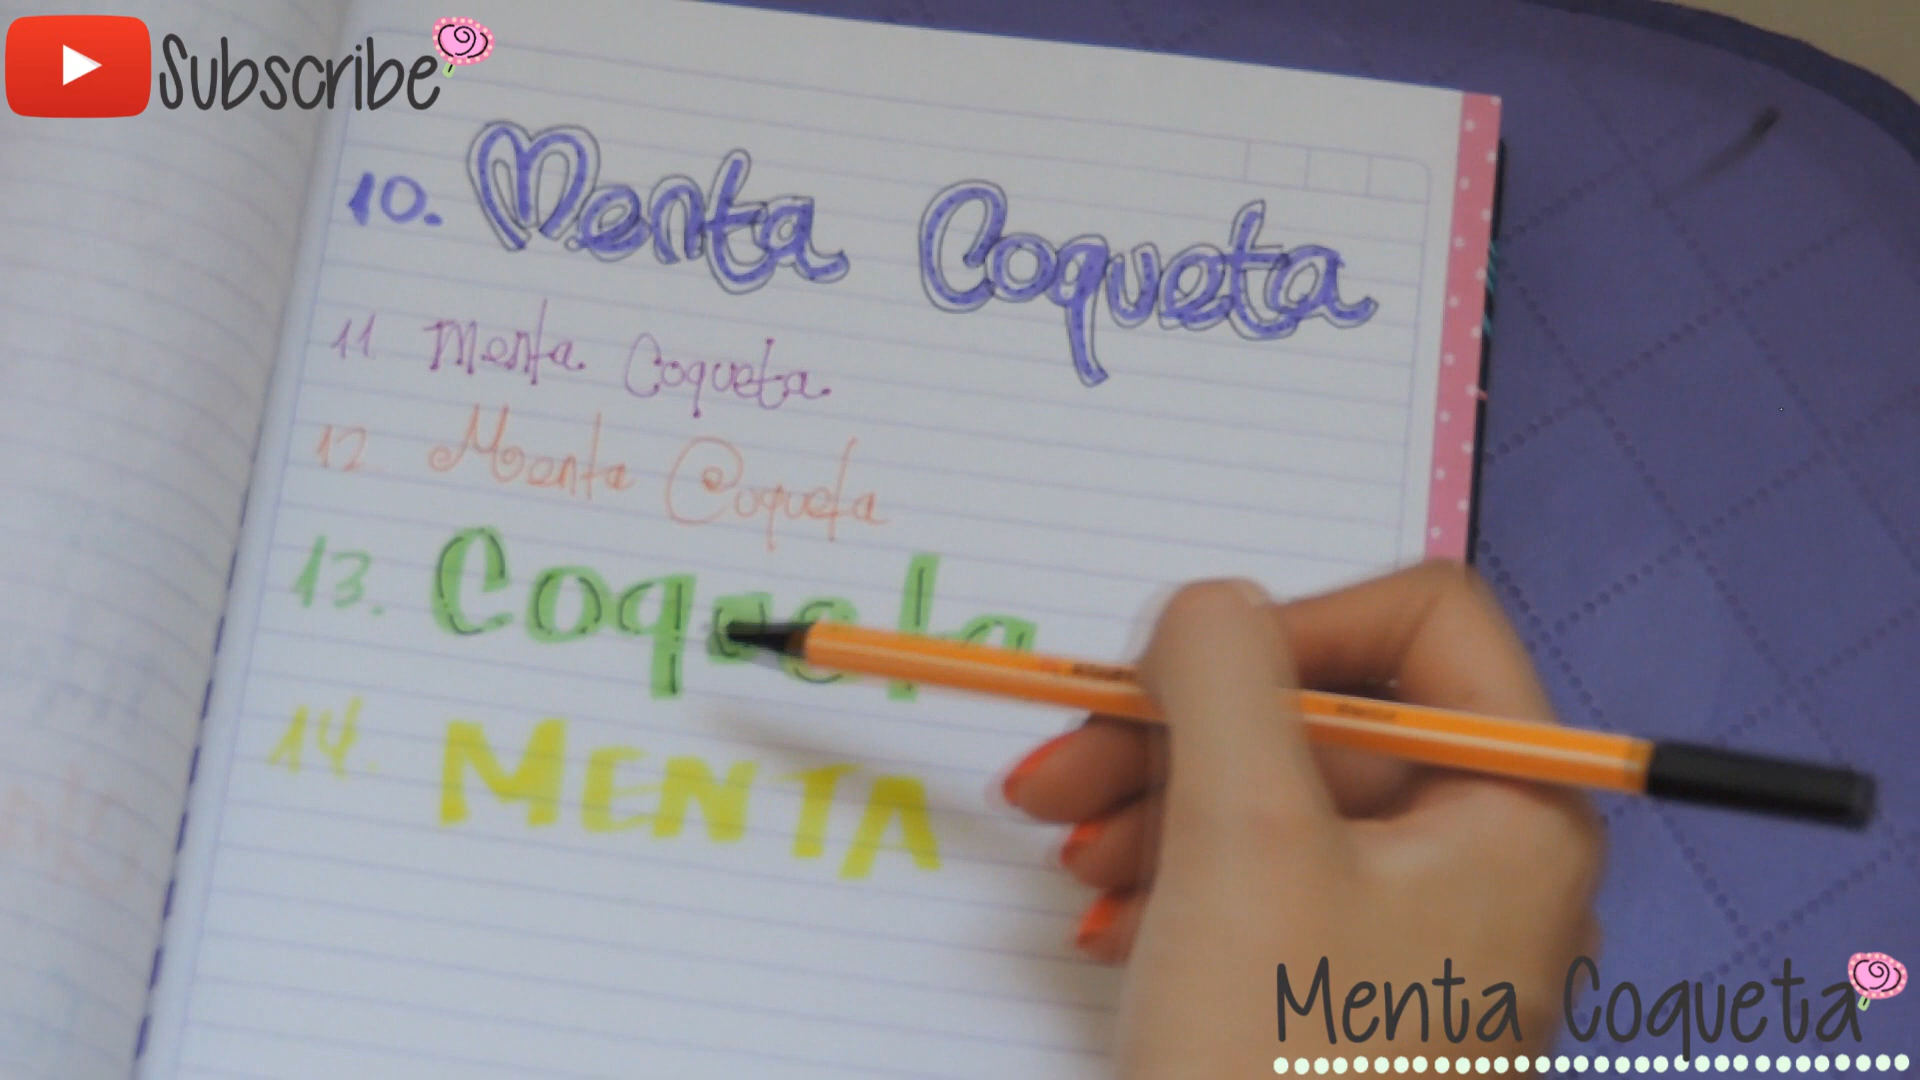 Subscribe
10. Menta Coqueta
11 Menta Coqueta
12 Menta Coqueta
13. Coqueta
14. MENTA
Menta Coqueta